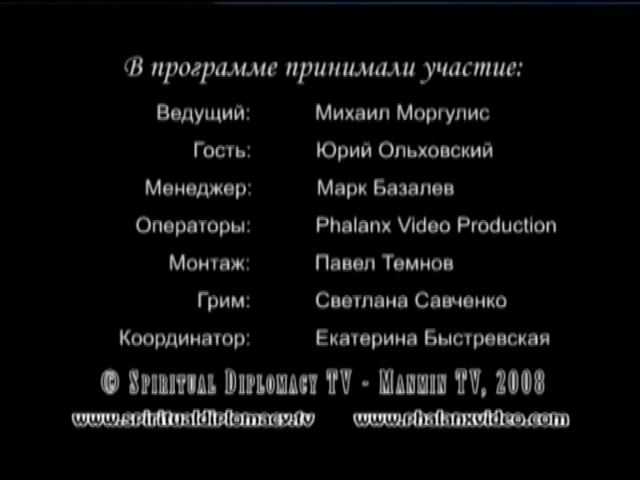 В программе принимали участие:
Ведущий: Михаил Моргулис
Гость: Юрий Ольховский
Менеджер: Марк Базалев
Операторы: Phalanx Video Production
Монтаж: Павел Темнов
Грим: Светлана Савченко
Координатор: Екатерина Быстревская
© Spiritual Diplomacy TV - Manmin TV, 2008
www.spiritualdiplomacy.tv www.phalanxvideo.com